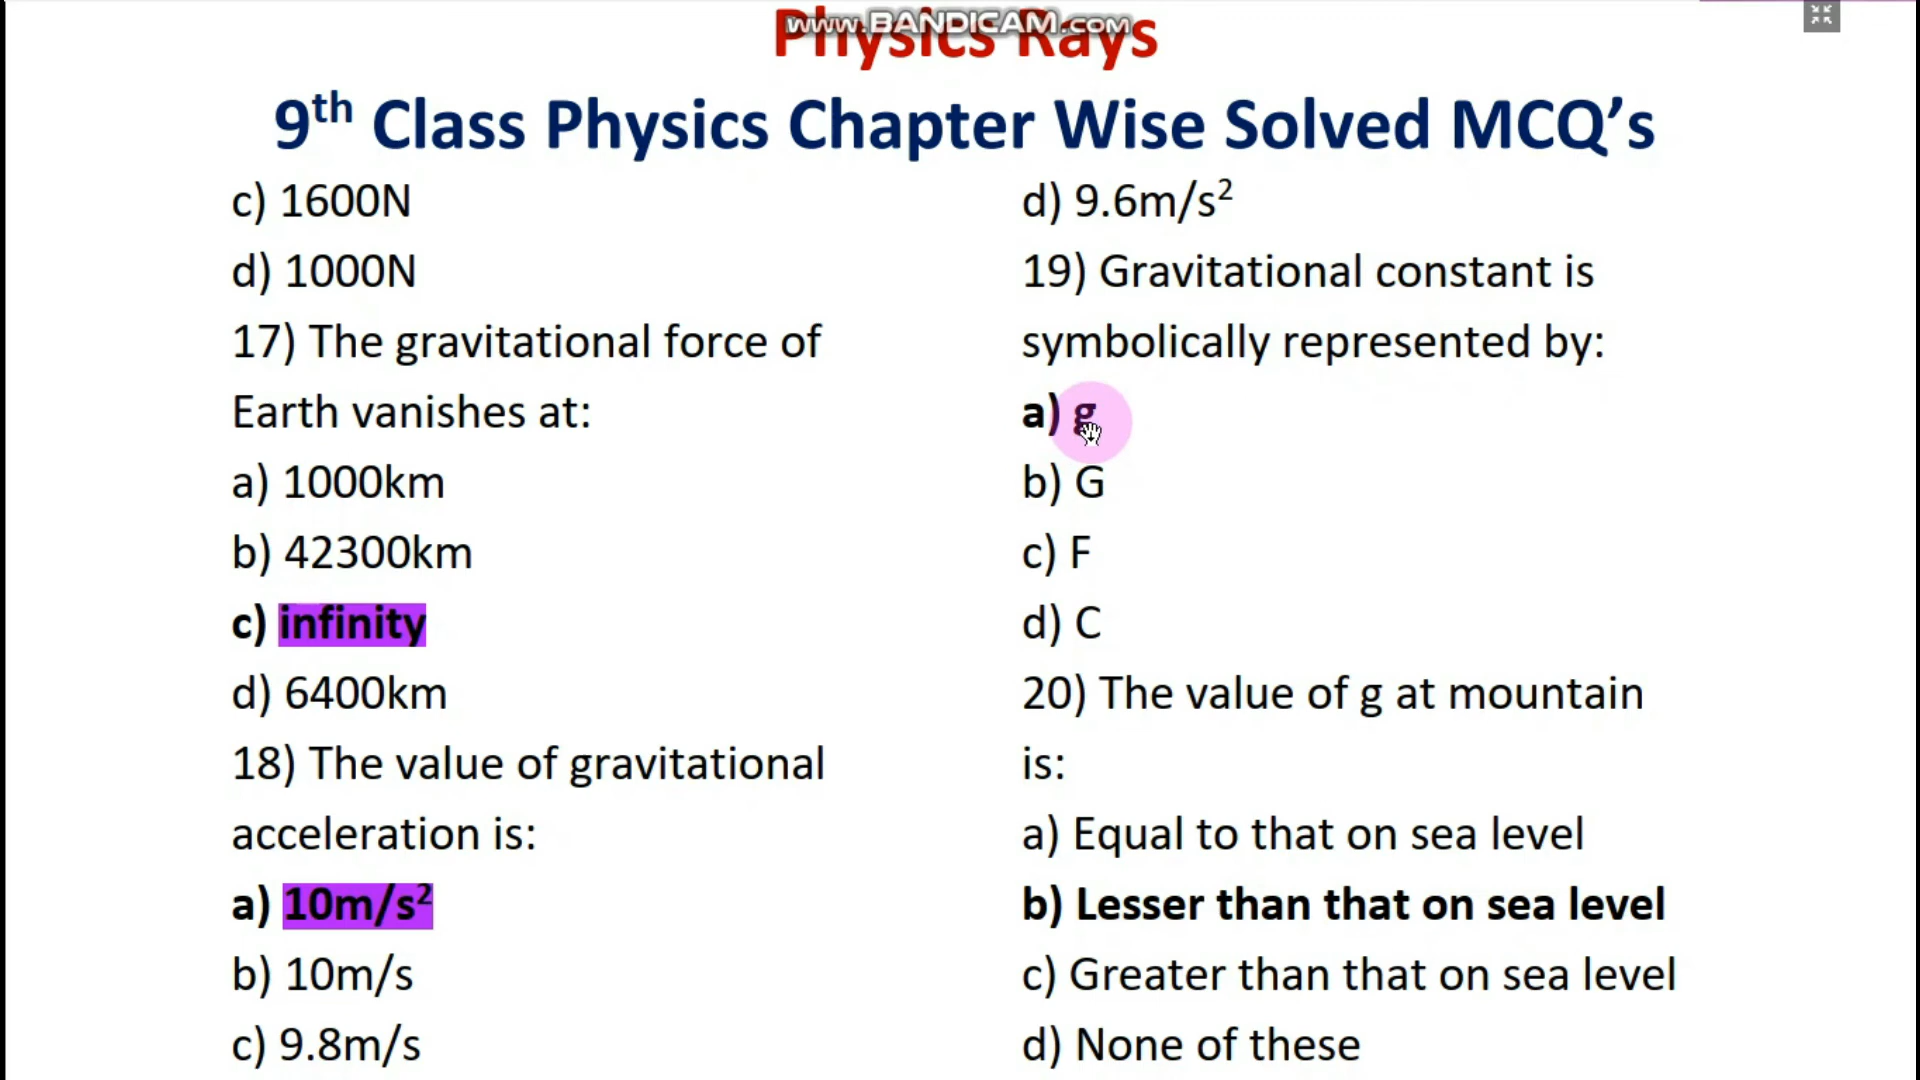 www.BANDICAM.com
Physics Rays
9th Class Physics Chapter Wise Solved MCQ’s
c) 1600N
d) 1000N
17) The gravitational force of
Earth vanishes at:
a) 1000km
b) 42300km
c) infinity
d) 6400km
18) The value of gravitational
acceleration is:
a) 10m/s²
b) 10m/s
c) 9.8m/s
d) 9.6m/s²
19) Gravitational constant is
symbolically represented by:
a) g
b) G
c) F
d) C
20) The value of g at mountain
is:
a) Equal to that on sea level
b) Lesser than that on sea level
c) Greater than that on sea level
d) None of these